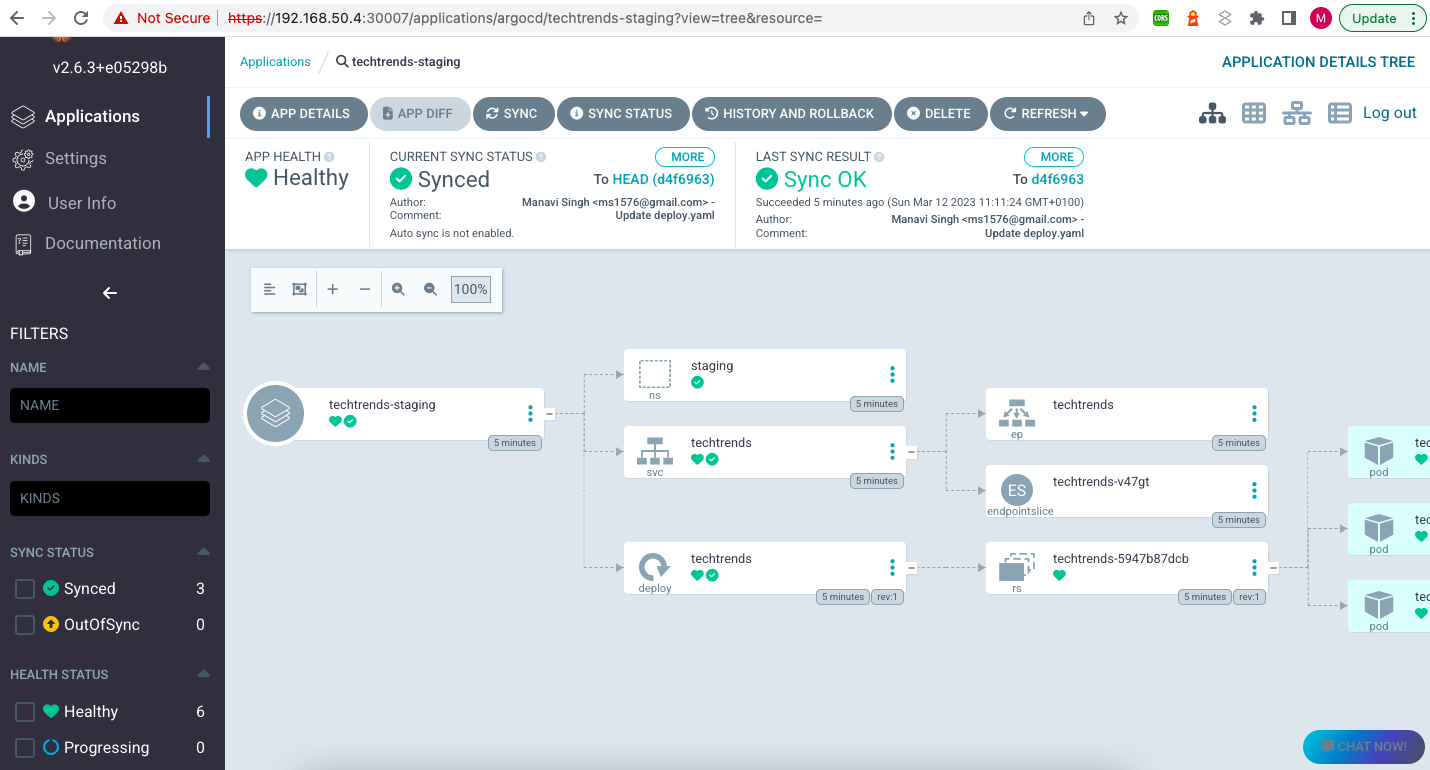 Not Secure
https://192.168.50.4:30007/applications/argocd/techtrends-staging?view=tree&resource=
CORS
M
Update
v2.6.3+e05298b
Applications
Settings
User Info
Documentation
FILTERS
NAME
NAME
KINDS
KINDS
SYNC STATUS
Synced 3
OutOfSync 0
HEALTH STATUS
Healthy 6
Progressing 0
Applications / techtrends-staging
APPLICATION DETAILS TREE
APP DETAILS
APP DIFF
SYNC
SYNC STATUS
HISTORY AND ROLLBACK
DELETE
REFRESH
Log out
APP HEALTH
Healthy
CURRENT SYNC STATUS
MORE
Synced
To HEAD (d4f6963)
Author: Manavi Singh <ms1576@gmail.com> -
Comment: Update deploy.yaml
Auto sync is not enabled.
LAST SYNC RESULT
MORE
Sync OK
To d4f6963
Succeeded 5 minutes ago (Sun Mar 12 2023 11:11:24 GMT+0100)
Author: Manavi Singh <ms1576@gmail.com> -
Comment: Update deploy.yaml
100%
techtrends-staging
5 minutes
staging
ns
5 minutes
techtrends
svc
5 minutes
techtrends
deploy
5 minutes
rev:1
techtrends
ep
5 minutes
ES
techtrends-v47gt
endpointslice
5 minutes
techtrends-5947b87dcb
rs
5 minutes
rev:1
tec
pod
tec
pod
tec
pod
CHAT NOW!